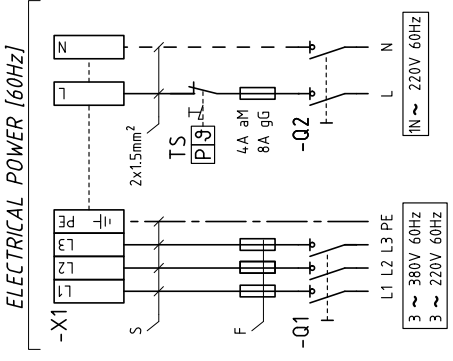 ELECTRICAL POWER [60Hz]
-X1
L1
L2
L3
PE
L
N
S
2x1.5mm²
TS
P ϑ
F
4A aM
8A gG
-Q1
-Q2
L1 L2 L3 PE
L
N
3 ~ 380V 60Hz
3 ~ 220V 60Hz
1N ~ 220V 60Hz